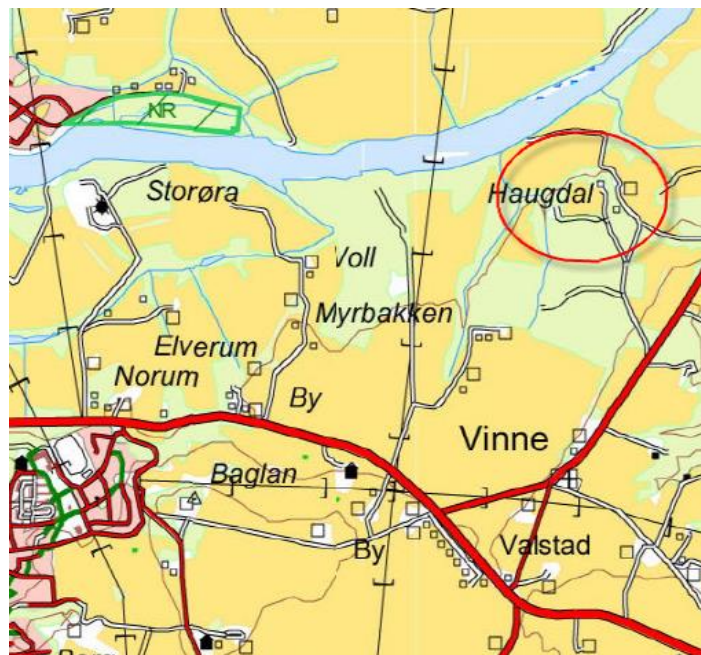 NR
Storøra
Haugdal
Voll
Myrbakken
Elverum
Norum
By
Vinne
Baglan
By
Valstad